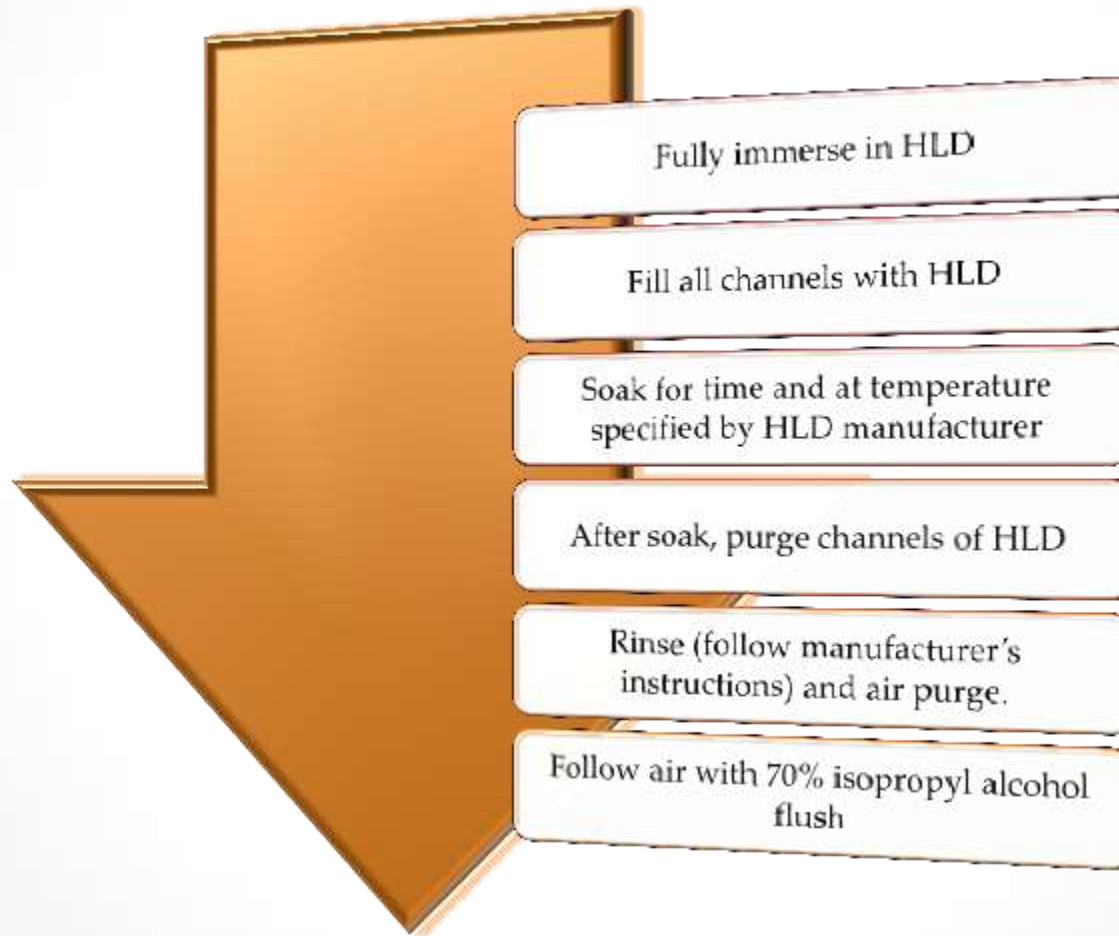 Fully immerse in HLD
Fill all channels with HLD
Soak for time and at temperature
specified by HLD manufacturer
After soak, purge channels of HLD
Rinse (follow manufacturer's
instructions) and air purge.
Follow air with 70% isopropyl alcohol
flush